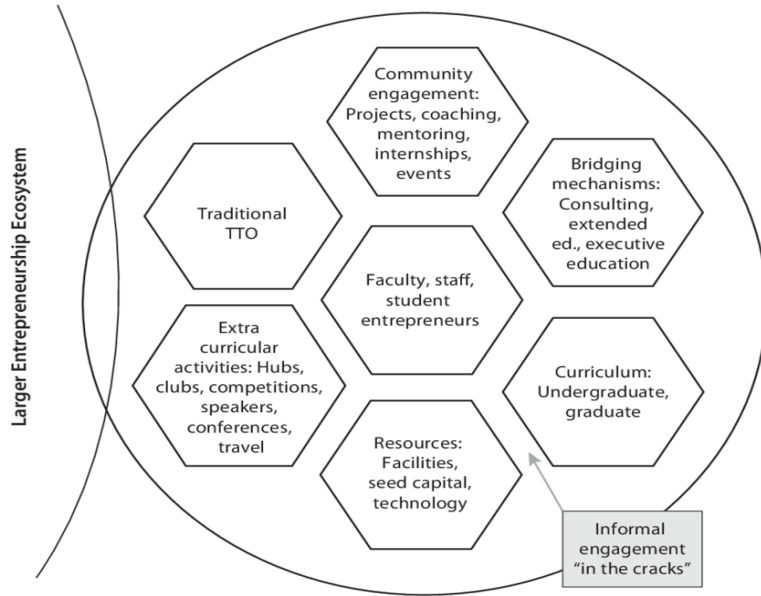 Larger Entrepreneurship Ecosystem
Community
engagement:
Projects, coaching,
mentoring,
internships,
events
Traditional
TTO
Bridging
mechanisms:
Consulting,
extended
ed., executive
education
Faculty, staff,
student
entrepreneurs
Extra
curricular
activities: Hubs,
clubs, competitions,
speakers,
conferences,
travel
Curriculum:
Undergraduate,
graduate
Resources:
Facilities,
seed capital,
technology
Informal
engagement
“in the cracks”